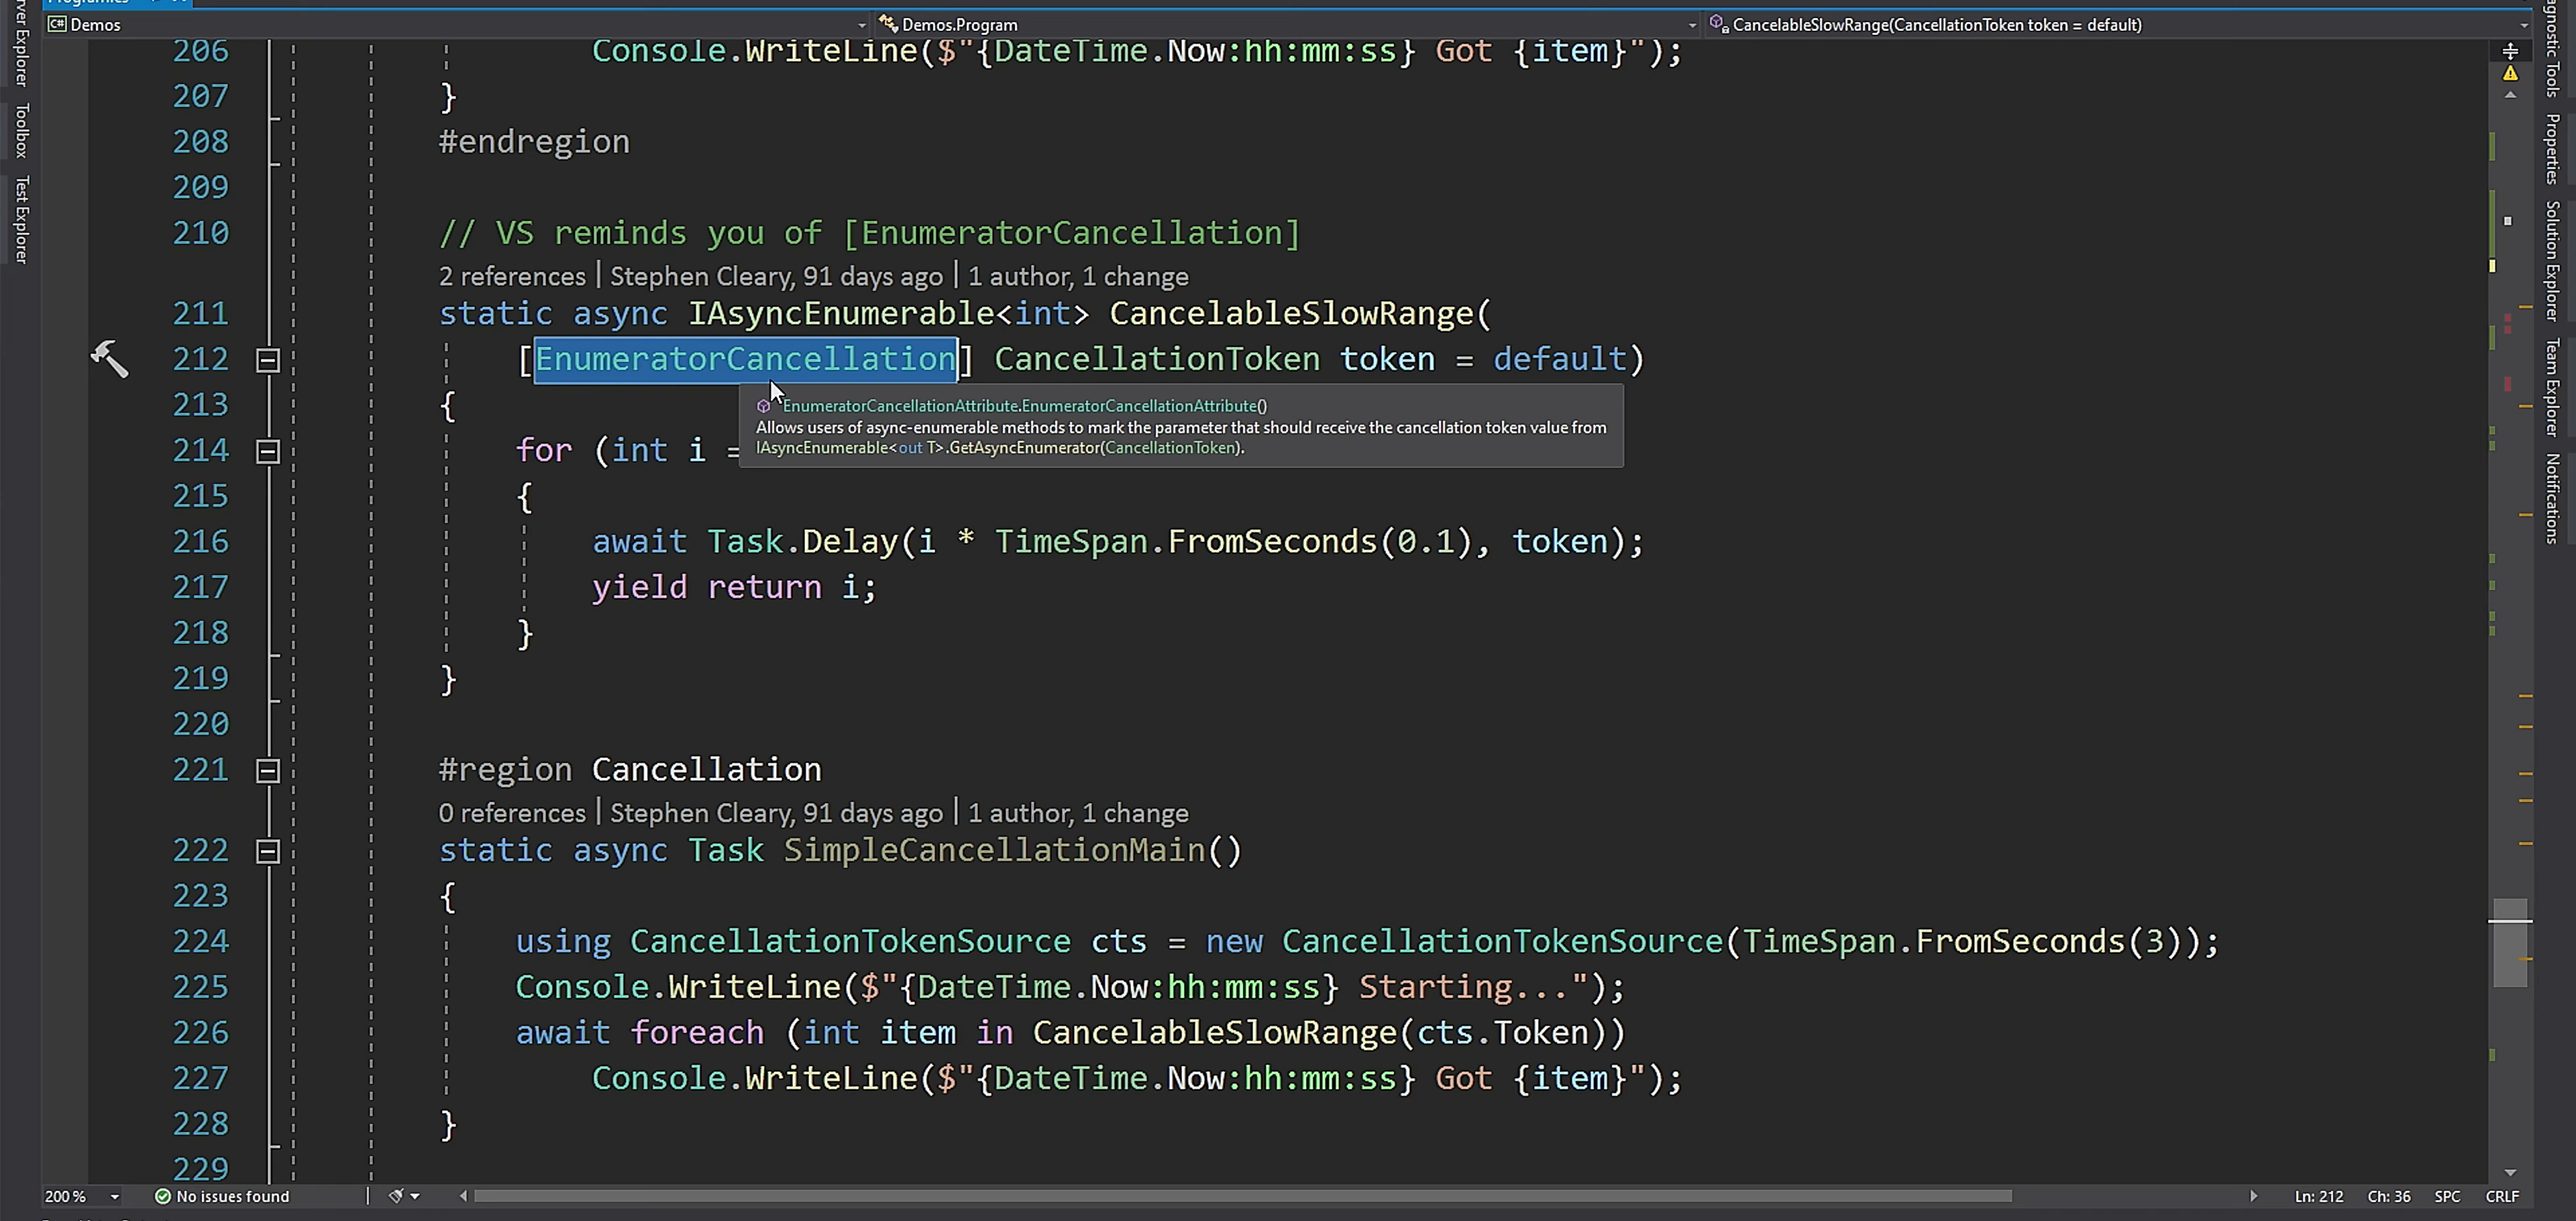 Demos
Demos.Program
CancelableSlowRange(CancellationToken token = default)
206 Console.WriteLine($"{DateTime.Now:hh:mm:ss} Got {item}");
207 }
208 #endregion
209
210 // VS reminds you of [EnumeratorCancellation]
2 references | Stephen Cleary, 91 days ago | 1 author, 1 change
211 static async IAsyncEnumerable<int> CancelableSlowRange(
212 [EnumeratorCancellation] CancellationToken token = default)
213 {
EnumeratorCancellationAttribute.EnumeratorCancellationAttribute()
Allows users of async-enumerable methods to mark the parameter that should receive the cancellation token value from
IAsyncEnumerable<out T>.GetAsyncEnumerator(CancellationToken).
214 for (int i =
215 {
216 await Task.Delay(i * TimeSpan.FromSeconds(0.1), token);
217 yield return i;
218 }
219 }
220
221 #region Cancellation
0 references | Stephen Cleary, 91 days ago | 1 author, 1 change
222 static async Task SimpleCancellationMain()
223 {
224 using CancellationTokenSource cts = new CancellationTokenSource(TimeSpan.FromSeconds(3));
225 Console.WriteLine($"{DateTime.Now:hh:mm:ss} Starting...");
226 await foreach (int item in CancelableSlowRange(cts.Token))
227 Console.WriteLine($"{DateTime.Now:hh:mm:ss} Got {item}");
228 }
229
200 % No issues found Ln: 212 Ch: 36 SPC CRLF
Explorer
Toolbox
Test Explorer
Tools
Properties
Solution Explorer
Team Explorer
Notifications